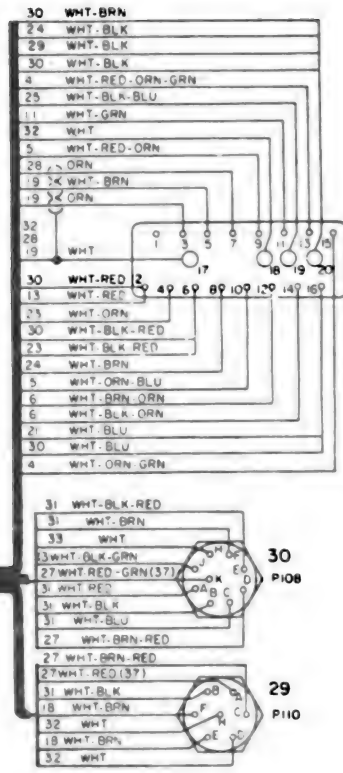 30 WHT-BRN
24 WHT-BLK
29 WHT-BLK
30 WHT-BLK
4 WHT-RED-ORN-GRN
25 WHT-BLK-BLU
11 WHT-GRN
32 WHT
5 WHT-RED-ORN
28 ORN
19 WHT-BRN
19 GRN
32
28
19 WHT
1 3 5 7 9 11 13 15
17 18 19 20
30 WHT-RED 2
4 6 8 10 12 14 16
13 WHT-RED
23 WHT-ORN
30 WHT-BLK-RED
23 WHT-BLK-RED
24 WHT-BRN
5 WHT-ORN-BLU
6 WHT-BRN-ORN
6 WHT-BLK-ORN
21 WHT-BLU
30 WHT-BLU
4 WHT-ORN-GRN
31 WHT-BLK-RED
31 WHT-BRN
33 WHT
33 WHT-BLK-GRN
27 WHT-RED-GRN(37)
31 WHT-RED
31 WHT-BLK
31 WHT-BLU
27 WHT-BRN-RED
H F
J E
K D
A B C
30
P108
27 WHT-BRN-RED
27 WHT-RED(37)
31 WHT-BLK
18 WHT-BRN
32 WHT
18 WHT-BRN
32 WHT
B A
F C
H
E D
29
P110